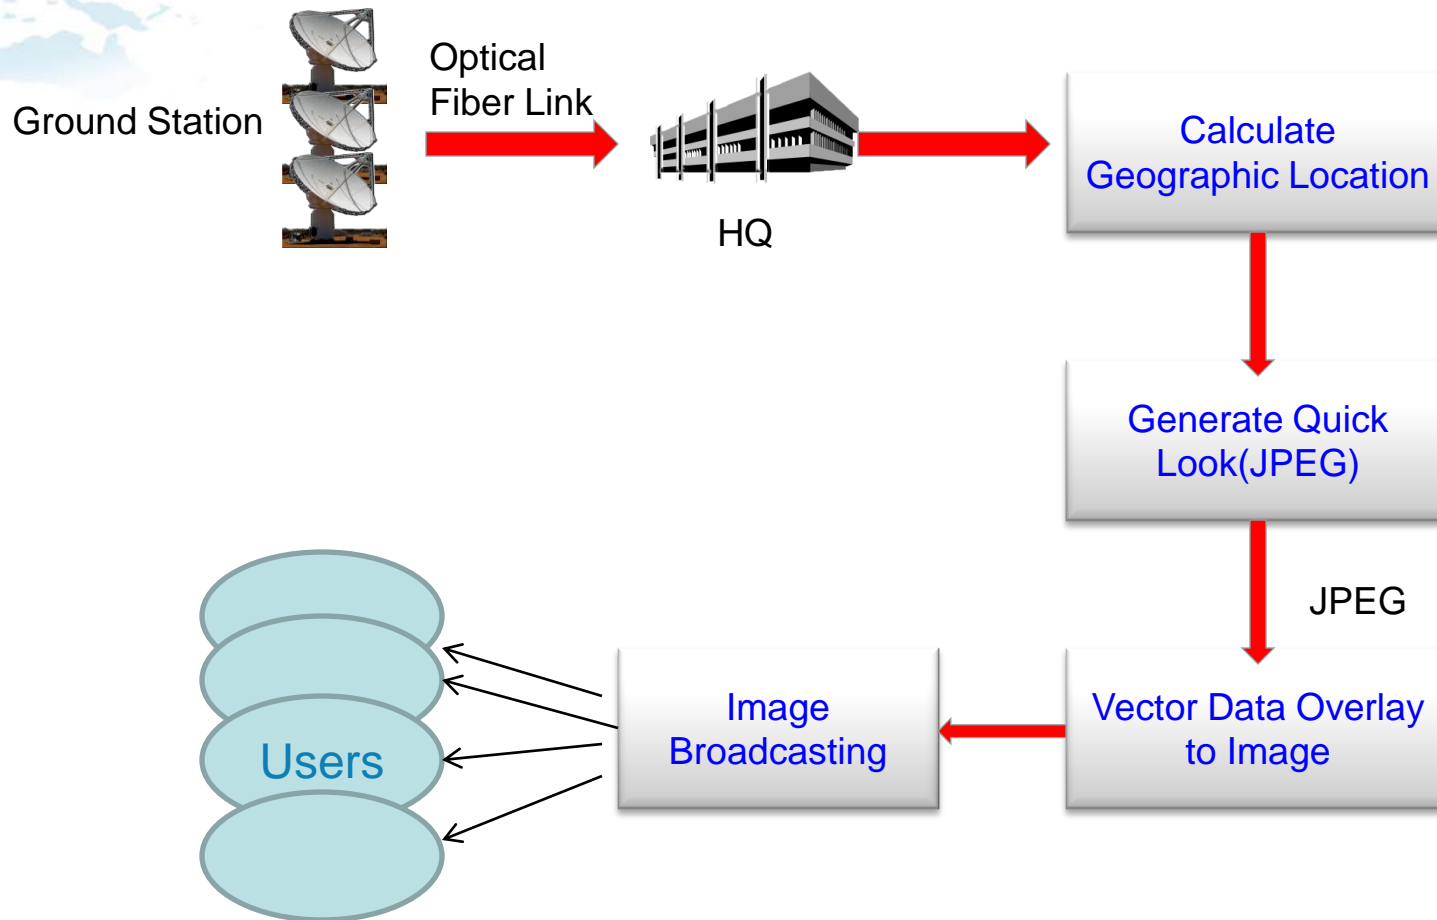 Optical
Fiber Link
Ground Station
HQ
Calculate
Geographic Location
Generate Quick
Look(JPEG)
JPEG
Vector Data Overlay
to Image
Image
Broadcasting
Users